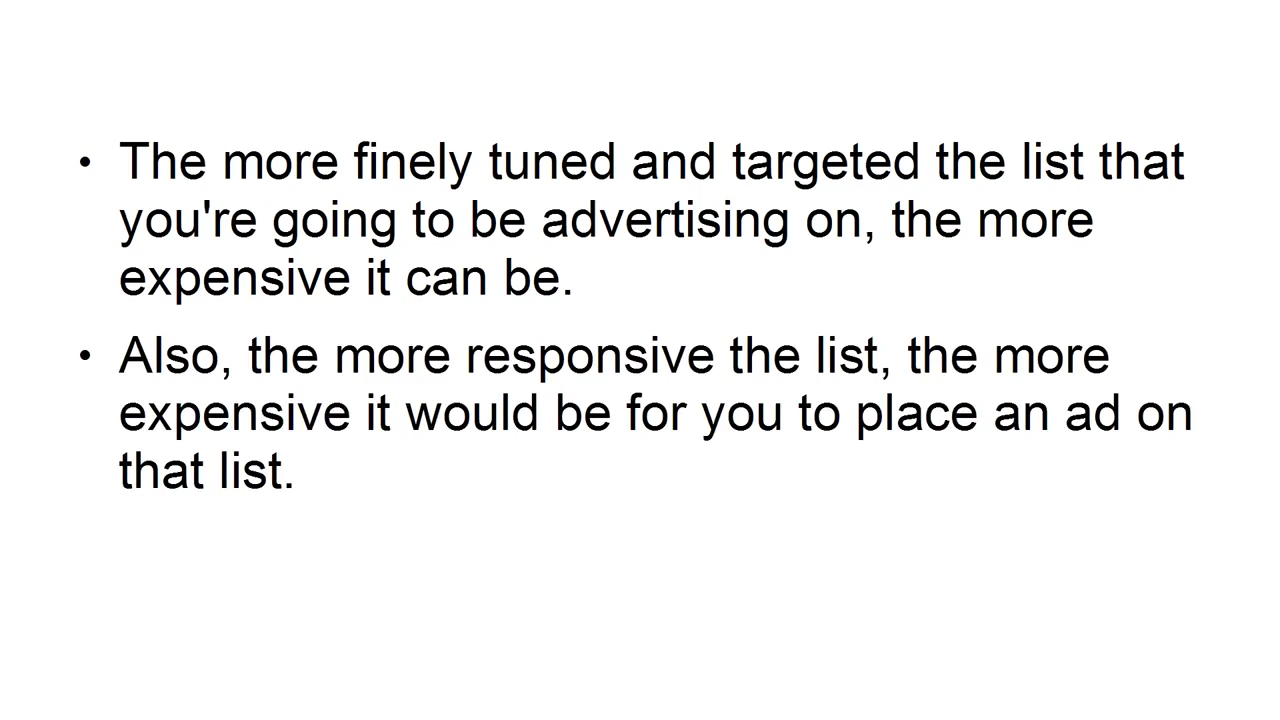 • The more finely tuned and targeted the list that
you're going to be advertising on, the more
expensive it can be.
• Also, the more responsive the list, the more
expensive it would be for you to place an ad on
that list.